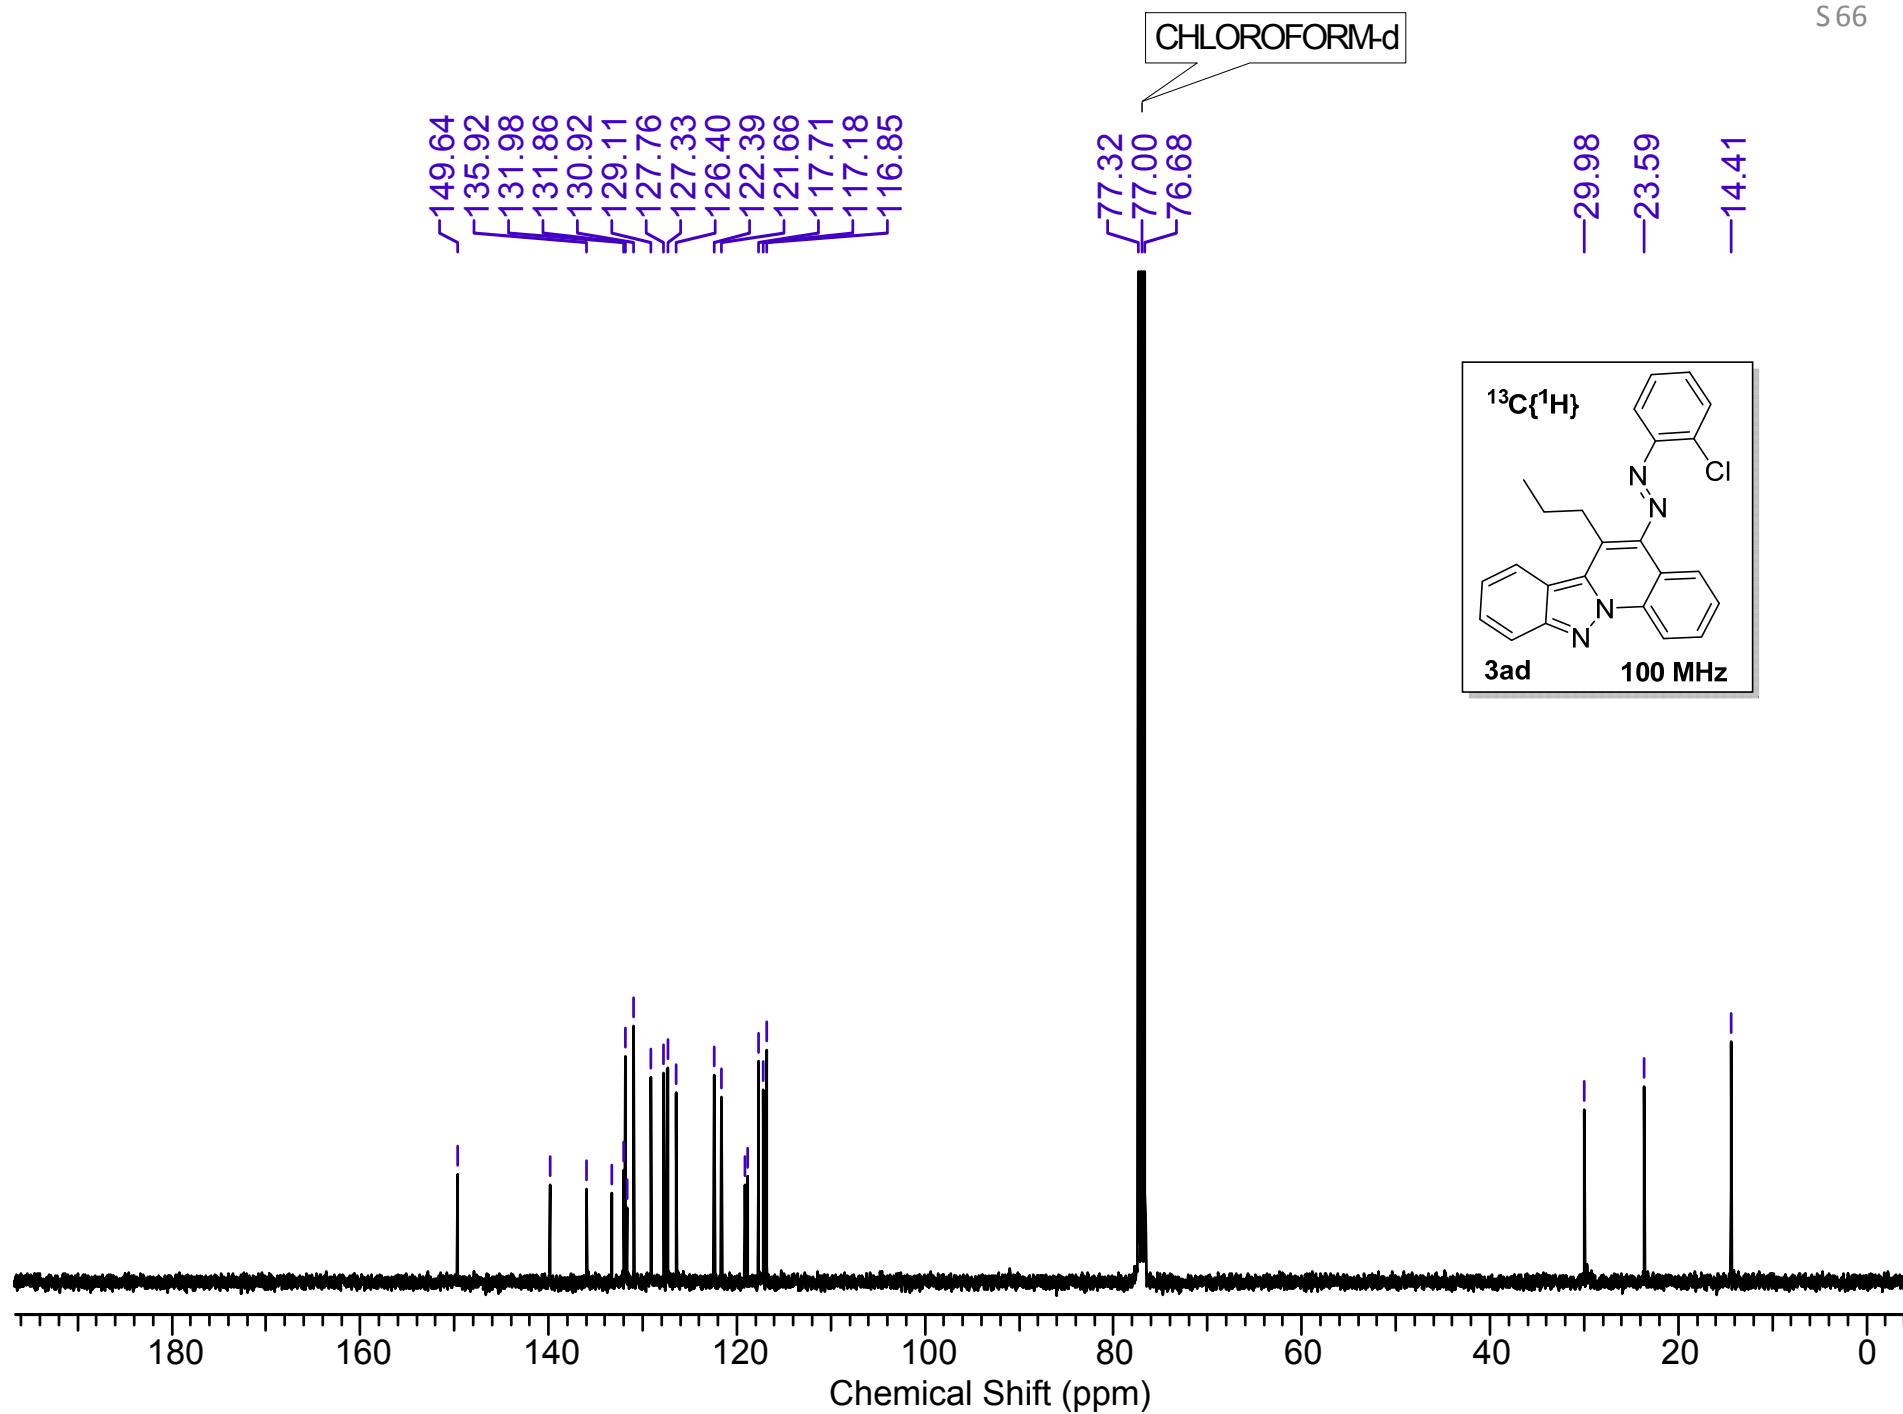 S 66
CHLOROFORM-d
149.64
135.92
131.98
131.86
130.92
129.11
127.76
127.33
126.40
122.39
121.66
117.71
117.18
116.85
77.32
77.00
76.68
29.98
23.59
14.41
¹³C{¹H}
Cl
N
N
N
N
3ad 100 MHz
180 160 140 120 100 80 60 40 20 0
Chemical Shift (ppm)